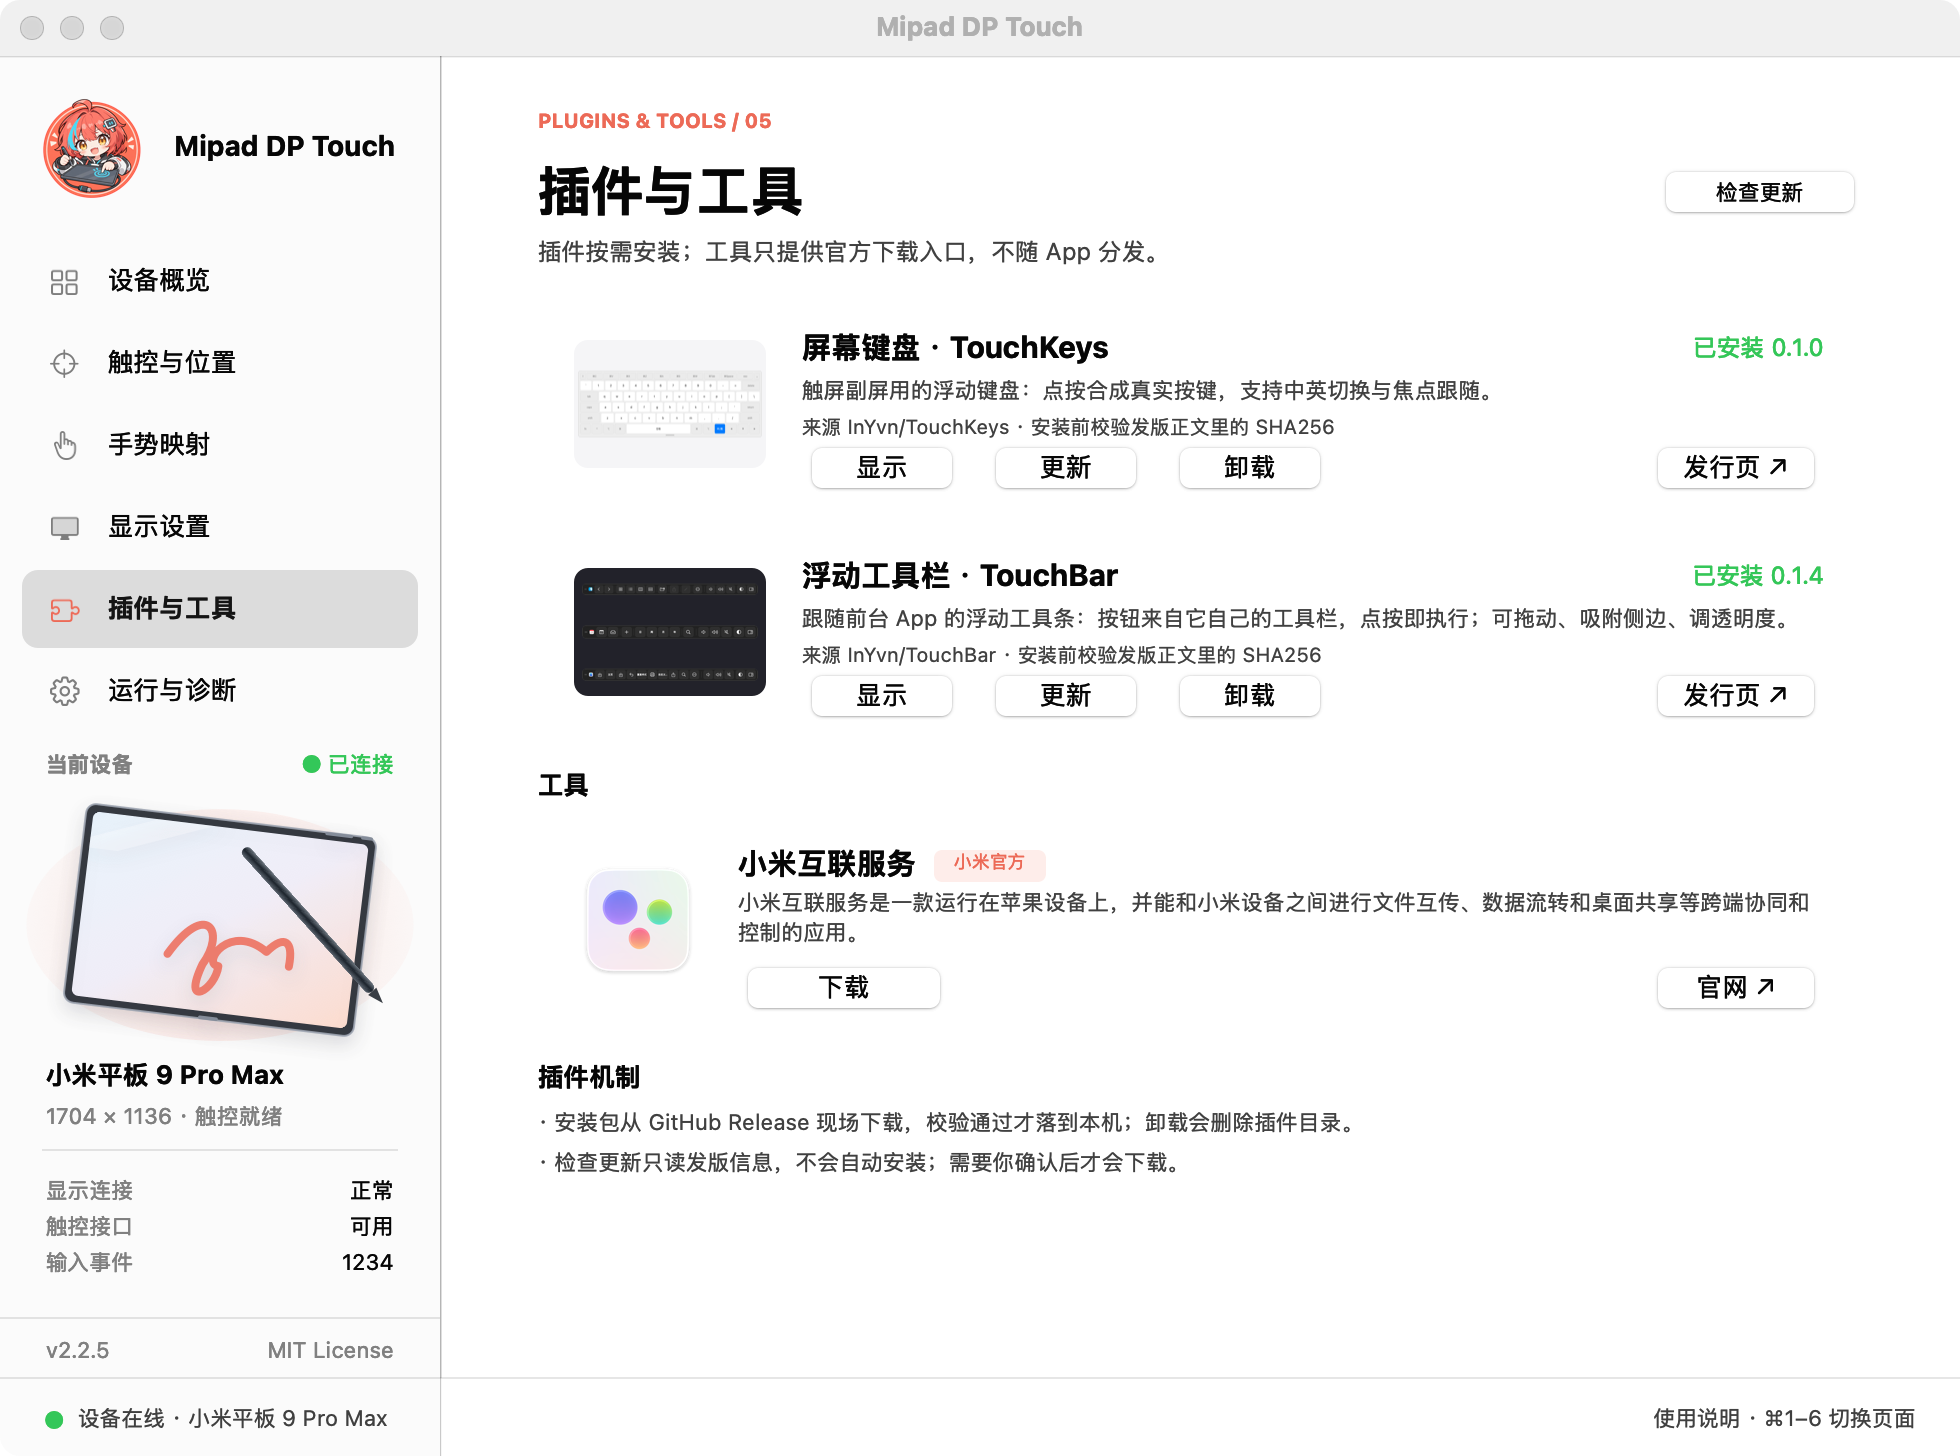 Mipad DP Touch
Mipad DP Touch
设备概览
触控与位置
手势映射
显示设置
插件与工具
运行与诊断
当前设备
已连接
小米平板 9 Pro Max
1704 × 1136 · 触控就绪
显示连接 正常
触控接口 可用
输入事件 1234
v2.2.5 MIT License
设备在线 · 小米平板 9 Pro Max
PLUGINS & TOOLS / 05
插件与工具
检查更新
插件按需安装；工具只提供官方下载入口，不随 App 分发。
屏幕键盘 · TouchKeys
已安装 0.1.0
触屏副屏用的浮动键盘：点按合成真实按键，支持中英切换与焦点跟随。
来源 InYvn/TouchKeys · 安装前校验发版正文里的 SHA256
显示 更新 卸载 发行页 ↗
浮动工具栏 · TouchBar
已安装 0.1.4
跟随前台 App 的浮动工具条：按钮来自它自己的工具栏，点按即执行；可拖动、吸附侧边、调透明度。
来源 InYvn/TouchBar · 安装前校验发版正文里的 SHA256
显示 更新 卸载 发行页 ↗
工具
小米互联服务 小米官方
小米互联服务是一款运行在苹果设备上，并能和小米设备之间进行文件互传、数据流转和桌面共享等跨端协同和
控制的应用。
下载 官网 ↗
插件机制
· 安装包从 GitHub Release 现场下载，校验通过才落到本机；卸载会删除插件目录。
· 检查更新只读发版信息，不会自动安装；需要你确认后才会下载。
使用说明 · ⌘1–6 切换页面